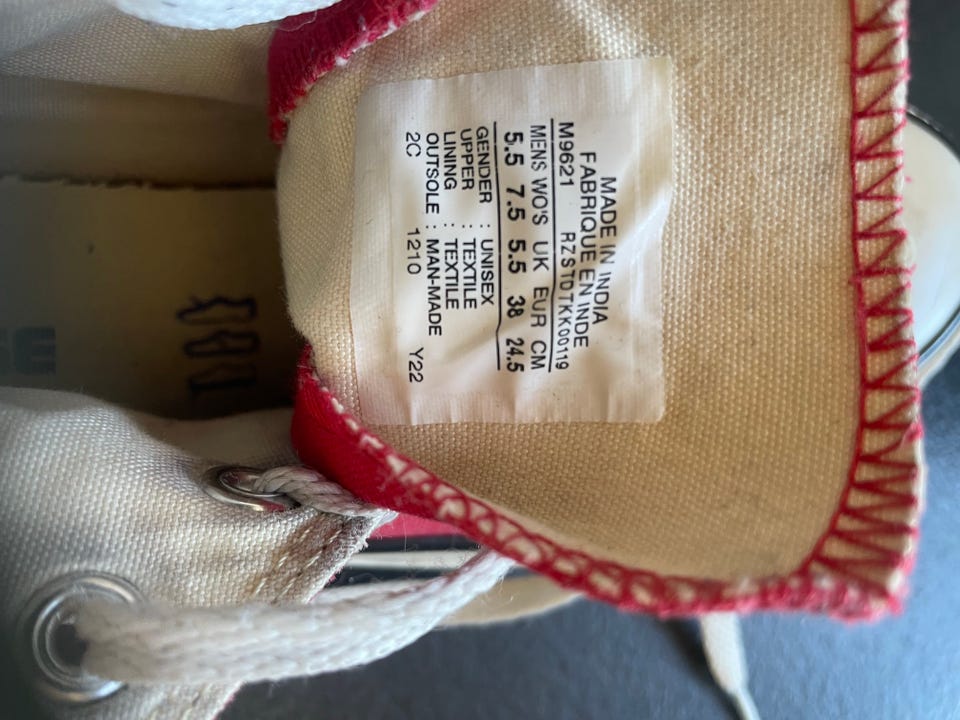 MADE IN INDIA
FABRIQUE EN INDE
M9621 RZSTDTKK00119
MENS WO'S UK EUR CM
5.5 7.5 5.5 38 24.5
GENDER : UNISEX
UPPER : TEXTILE
LINING : TEXTILE
OUTSOLE : MAN-MADE
2C 1210 Y22